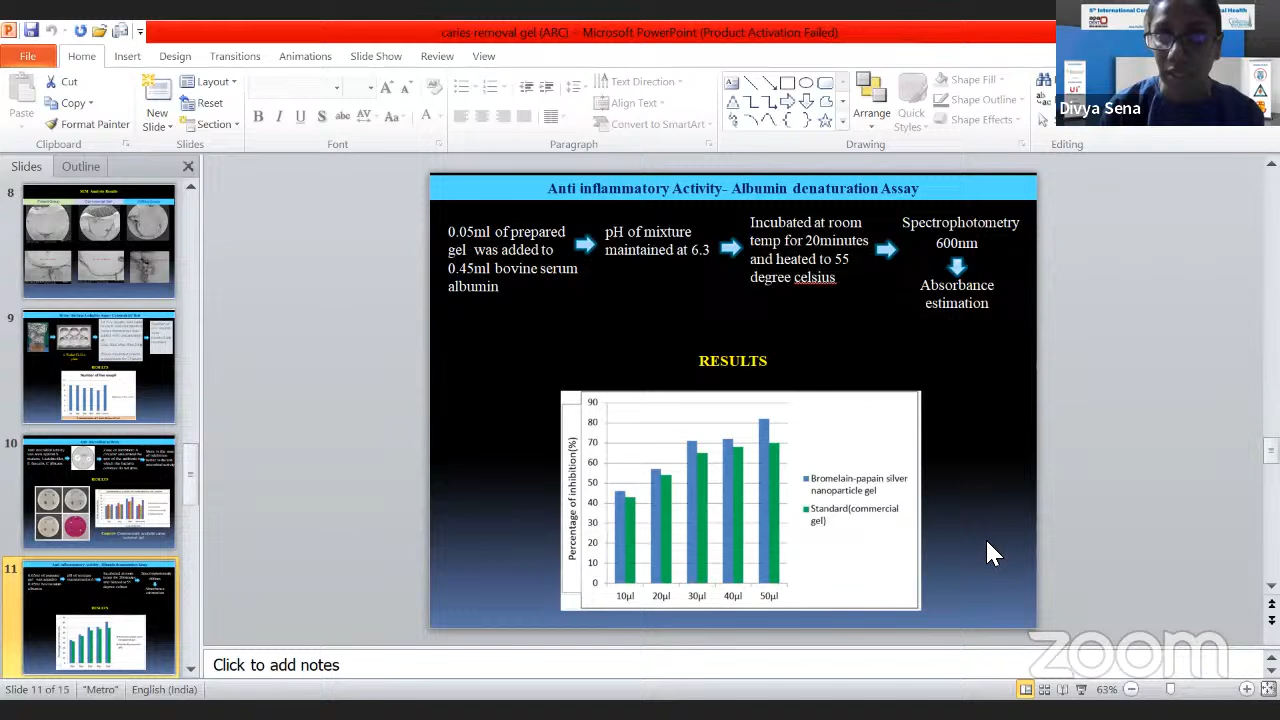 caries removal gel (ARC) – Microsoft PowerPoint (Product Activation Failed)
File
Home
Insert
Design
Transitions
Animations
Slide Show
Review
View
Paste
Cut
Copy
Format Painter
Clipboard
New
Slide
Layout
Reset
Section
Slides
Font
Text Direction
Align Text
Convert to SmartArt
Paragraph
Arrange
Quick
Styles
Shape Fill
Shape Outline
Shape Effects
Drawing
Editing
Divya Sena
Slides
Outline
8
9
RESULTS
10
RESULTS
11
RESULTS
Anti inflammatory Activity- Albumin denaturation Assay
0.05ml of prepared
gel was added to
0.45ml bovine serum
albumin
pH of mixture
maintained at 6.3
Incubated at room
temp for 20minutes
and heated to 55
degree celsius
Spectrophotometry
600nm
Absorbance
estimation
RESULTS
Percentage inhibition(%)
90
80
70
60
50
40
30
20
10
0
10µl
20µl
30µl
40µl
50µl
Bromelain-papain silver
nanoparticle gel
Standard(commercial
gel)
Click to add notes
zoom
Slide 11 of 15
"Metro"
English (India)
63%